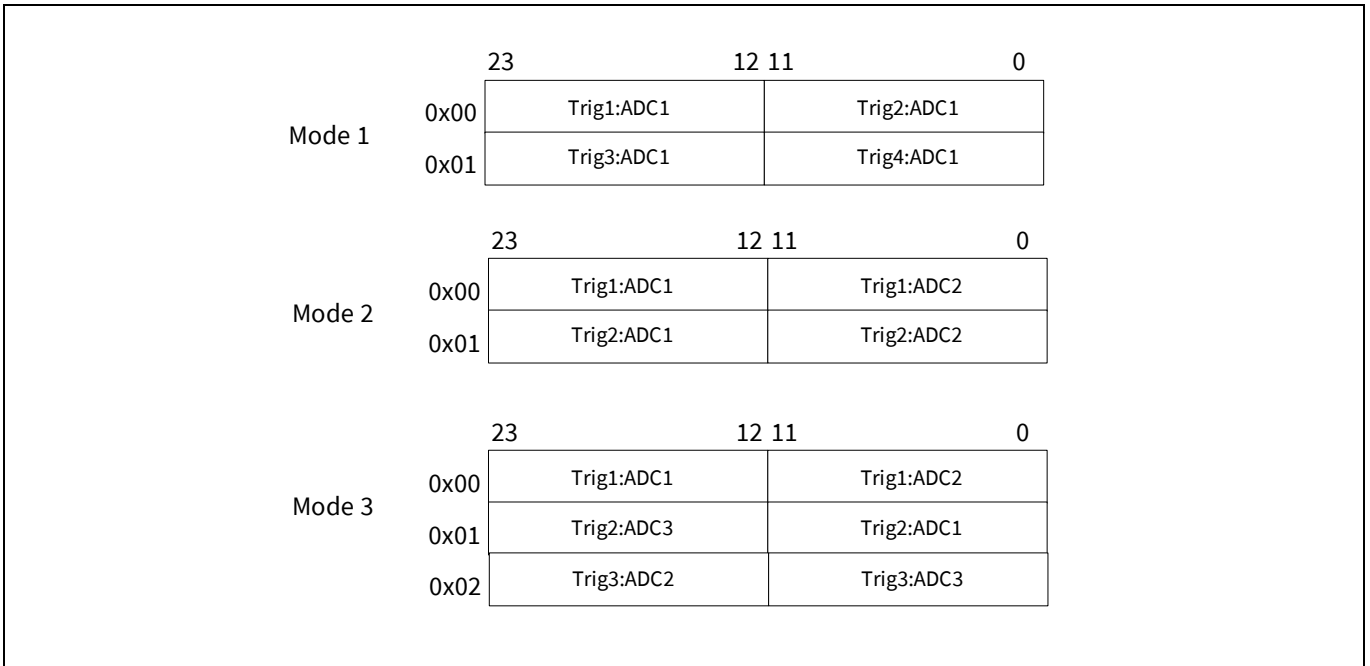 23 12 11 0
0x00 Trig1:ADC1 Trig2:ADC1
Mode 1
0x01 Trig3:ADC1 Trig4:ADC1
23 12 11 0
0x00 Trig1:ADC1 Trig1:ADC2
Mode 2
0x01 Trig2:ADC1 Trig2:ADC2
23 12 11 0
0x00 Trig1:ADC1 Trig1:ADC2
Mode 3
0x01 Trig2:ADC3 Trig2:ADC1
0x02 Trig3:ADC2 Trig3:ADC3